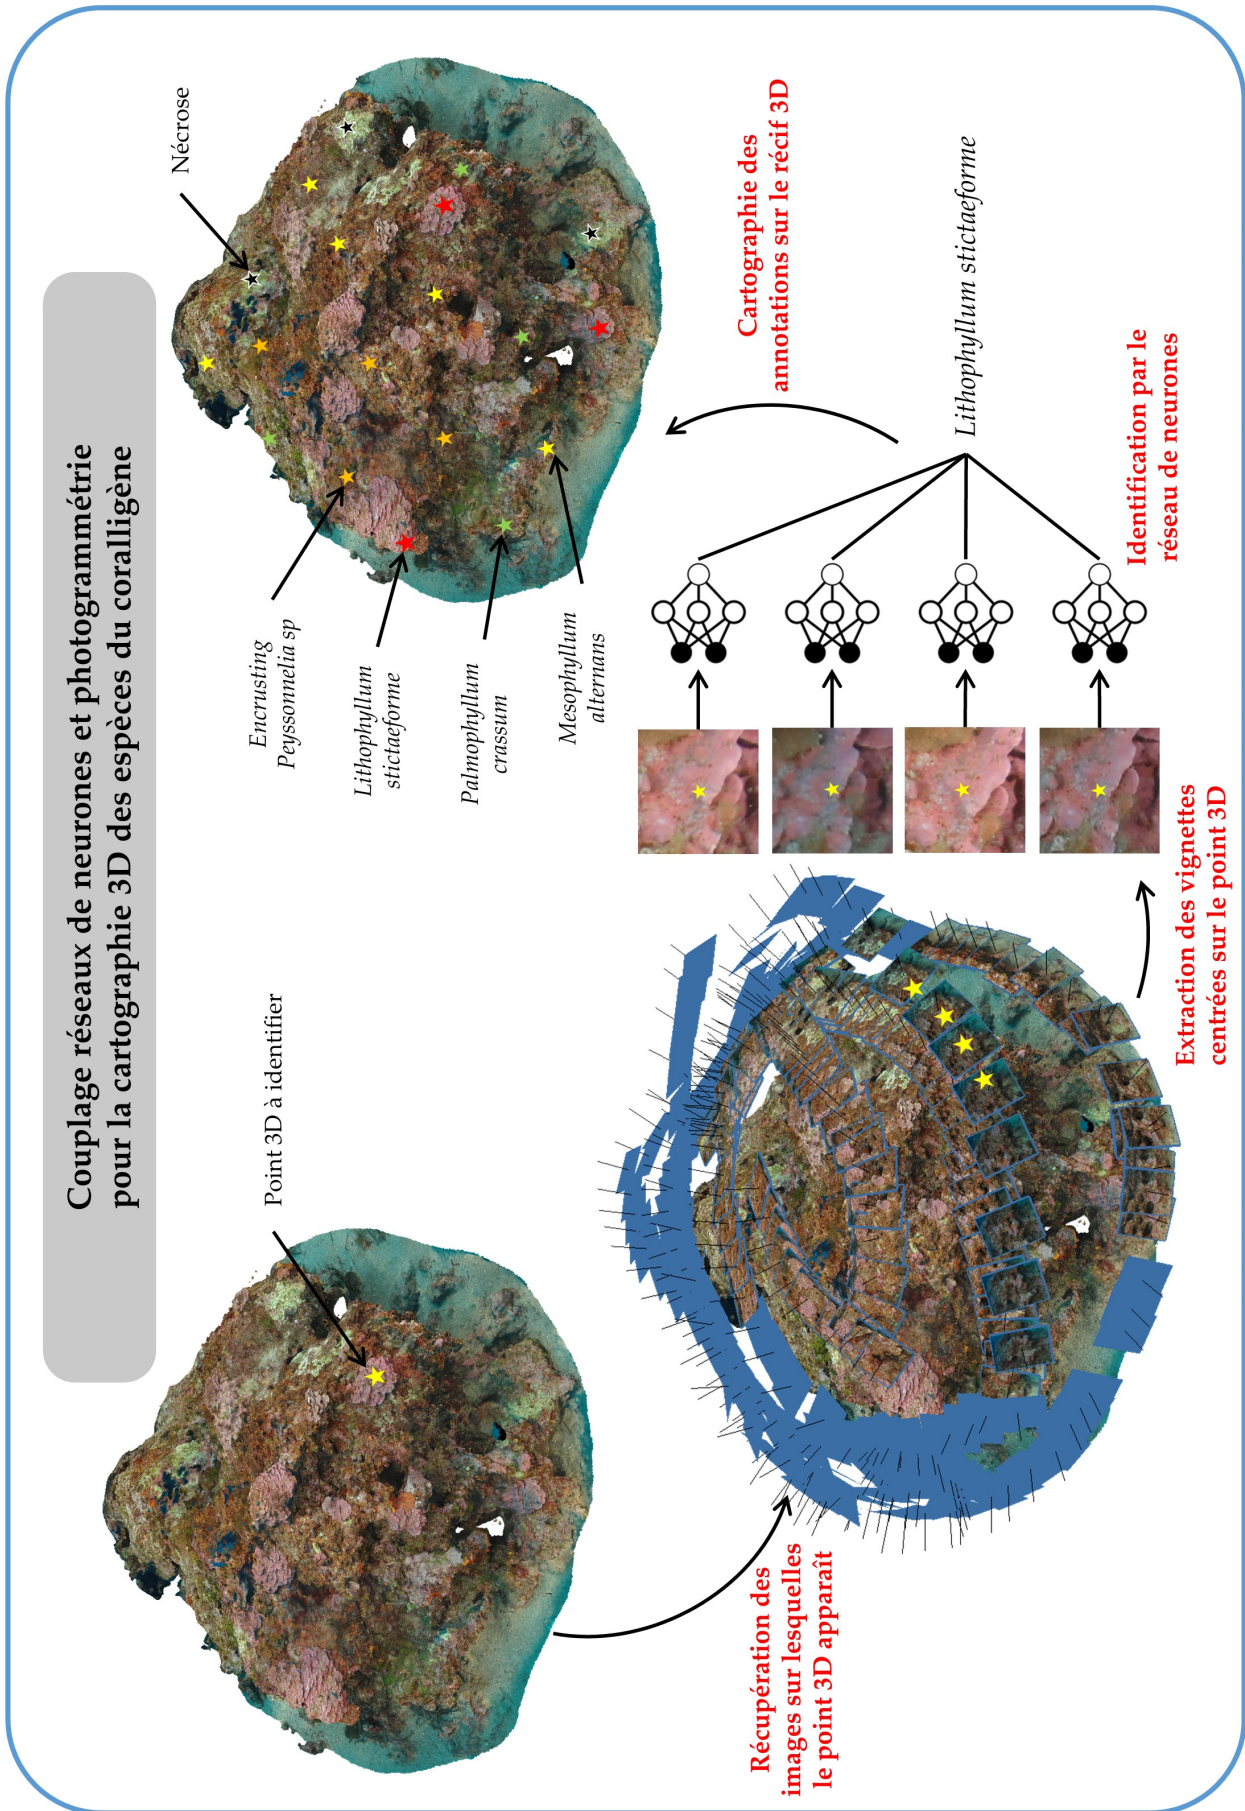 Couplage réseaux de neurones et photogrammétrie
pour la cartographie 3D des espèces du coralligène
Point 3D à identifier
Récupération des
images sur lesquelles
le point 3D apparaît
Extraction des vignettes
centrées sur le point 3D
Identification par le
réseau de neurones
Lithophyllum stictaeforme
Cartographie des
annotations sur le récif 3D
Encrusting
Peyssonnelia sp
Lithophyllum
stictaeforme
Palmophyllum
crassum
Mesophyllum
alternans
Nécrose